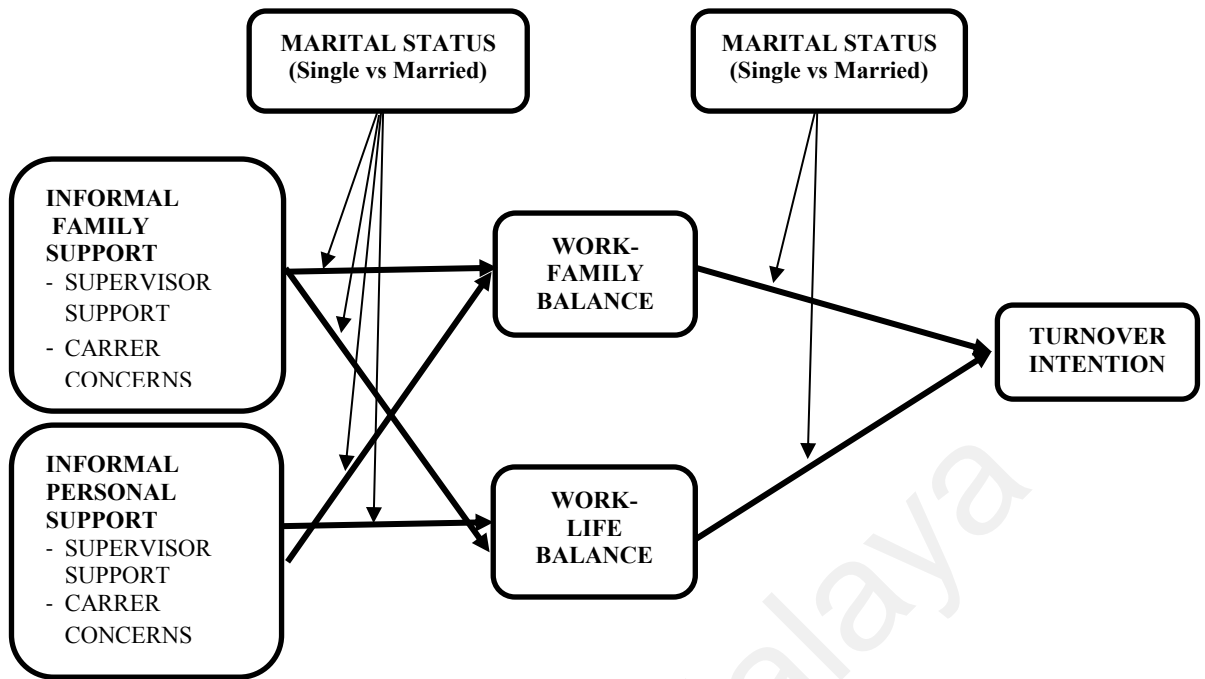 MARITAL STATUS
(Single vs Married)
MARITAL STATUS
(Single vs Married)
INFORMAL
FAMILY
SUPPORT
- SUPERVISOR
SUPPORT
- CARRER
CONCERNS
WORK-
FAMILY
BALANCE
TURNOVER
INTENTION
INFORMAL
PERSONAL
SUPPORT
- SUPERVISOR
SUPPORT
- CARRER
CONCERNS
WORK-
LIFE
BALANCE
alaya